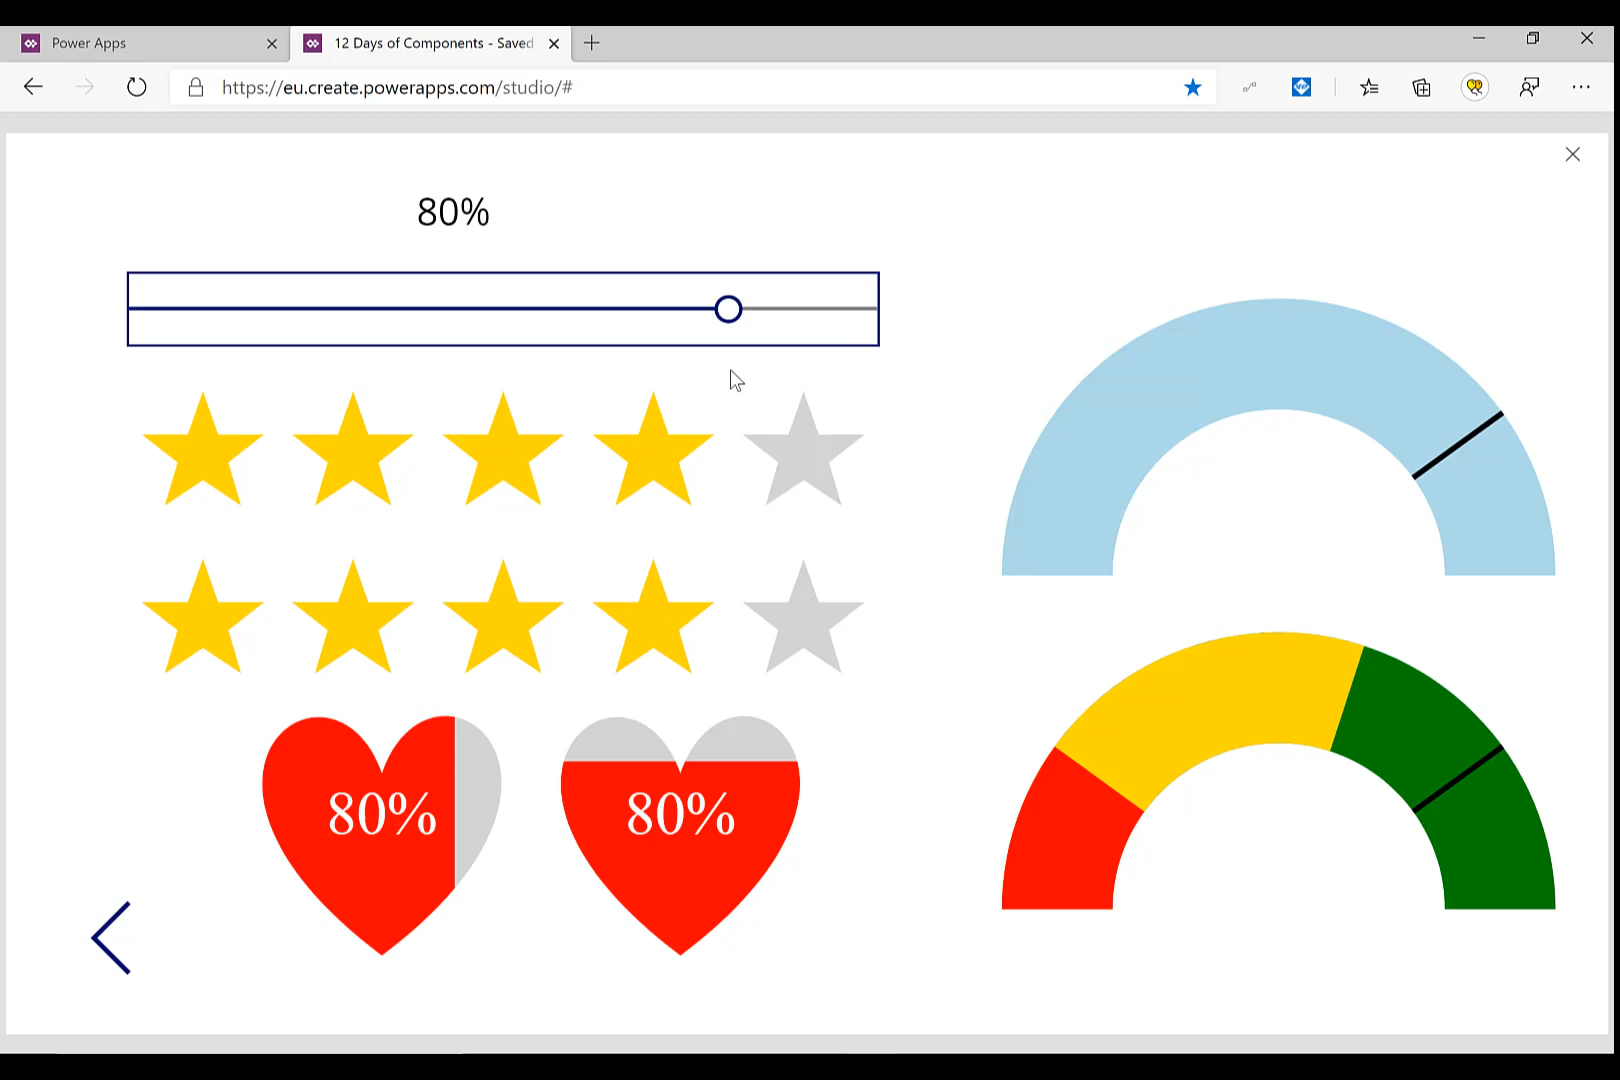 Power Apps
12 Days of Components - Saved
https://eu.create.powerapps.com/studio/#
80%
80%
80%